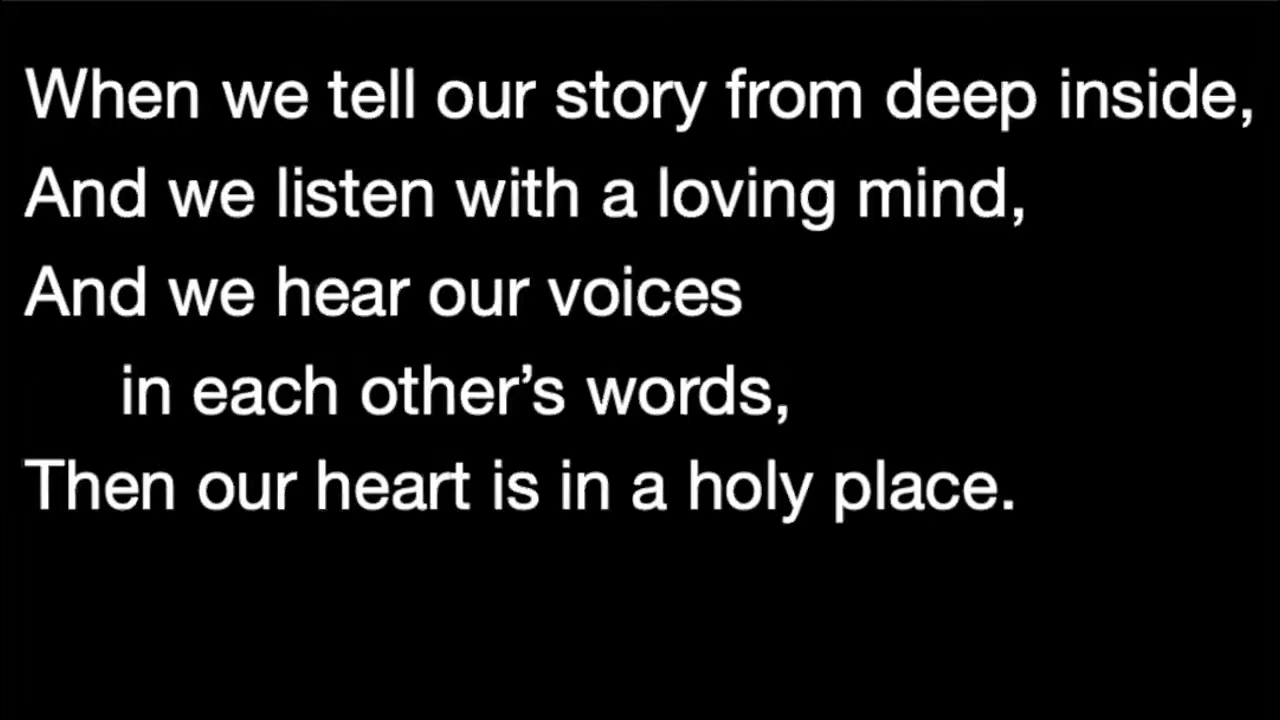 When we tell our story from deep inside,
And we listen with a loving mind,
And we hear our voices
in each other’s words,
Then our heart is in a holy place.